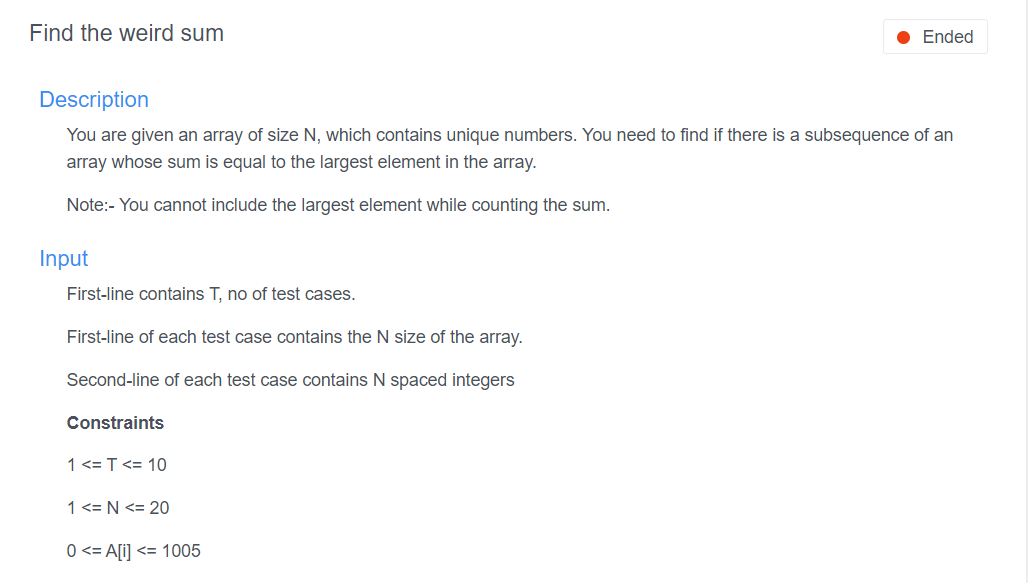 Find the weird sum
Ended
Description
You are given an array of size N, which contains unique numbers. You need to find if there is a subsequence of an
array whose sum is equal to the largest element in the array.
Note:- You cannot include the largest element while counting the sum.
Input
First-line contains T, no of test cases.
First-line of each test case contains the N size of the array.
Second-line of each test case contains N spaced integers
Constraints
1 <= T <= 10
1 <= N <= 20
0 <= A[i] <= 1005